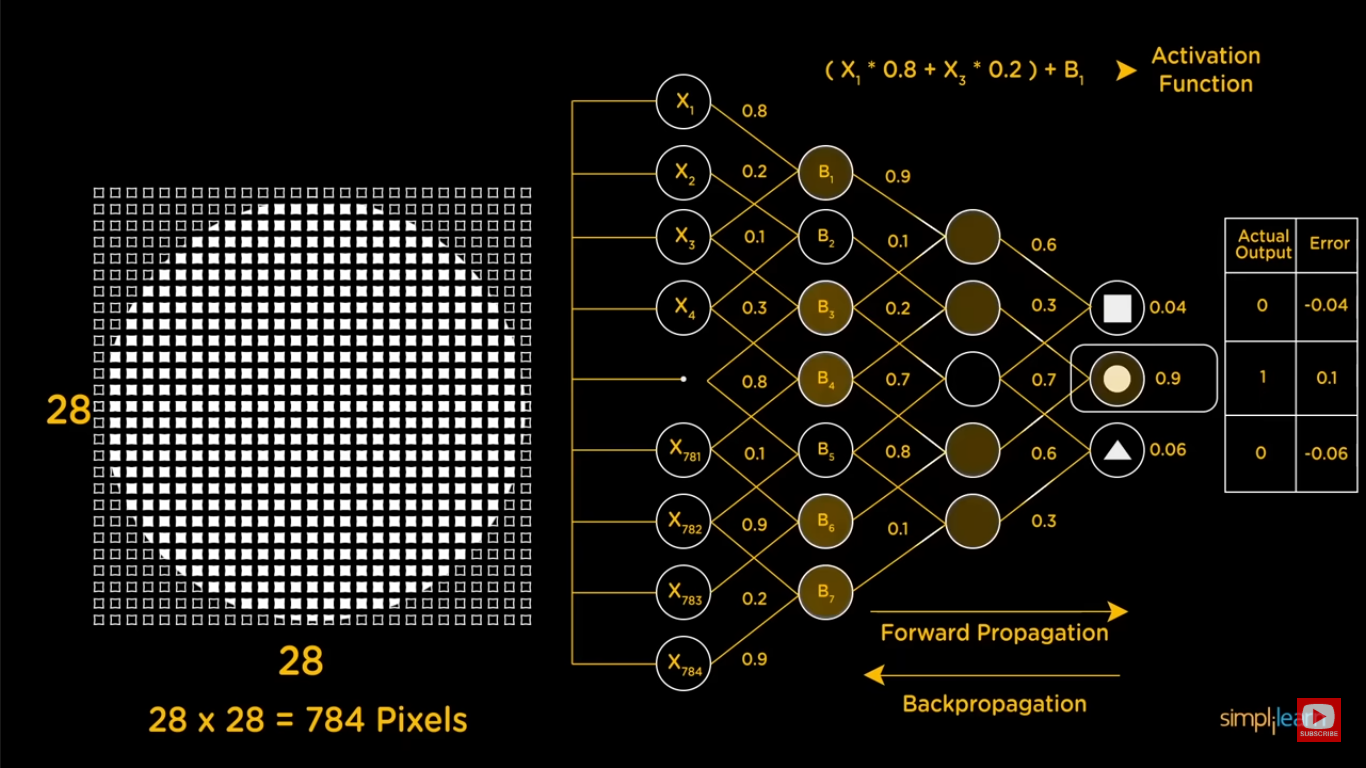 ( X₁ * 0.8 + X₃ * 0.2 ) + B₁
Activation
Function
28
28
28 x 28 = 784 Pixels
X₁
X₂
X₃
X₄
X₇₈₁
X₇₈₂
X₇₈₃
X₇₈₄
0.8
0.2
0.1
0.3
0.8
0.1
0.9
0.2
0.9
B₁
B₂
B₃
B₄
B₅
B₆
B₇
0.9
0.1
0.2
0.7
0.8
0.1
0.6
0.3
0.7
0.6
0.3
0.04
0.9
0.06
Actual Output Error
0 -0.04
1 0.1
0 -0.06
Forward Propagation
Backpropagation
SUBSCRIBE